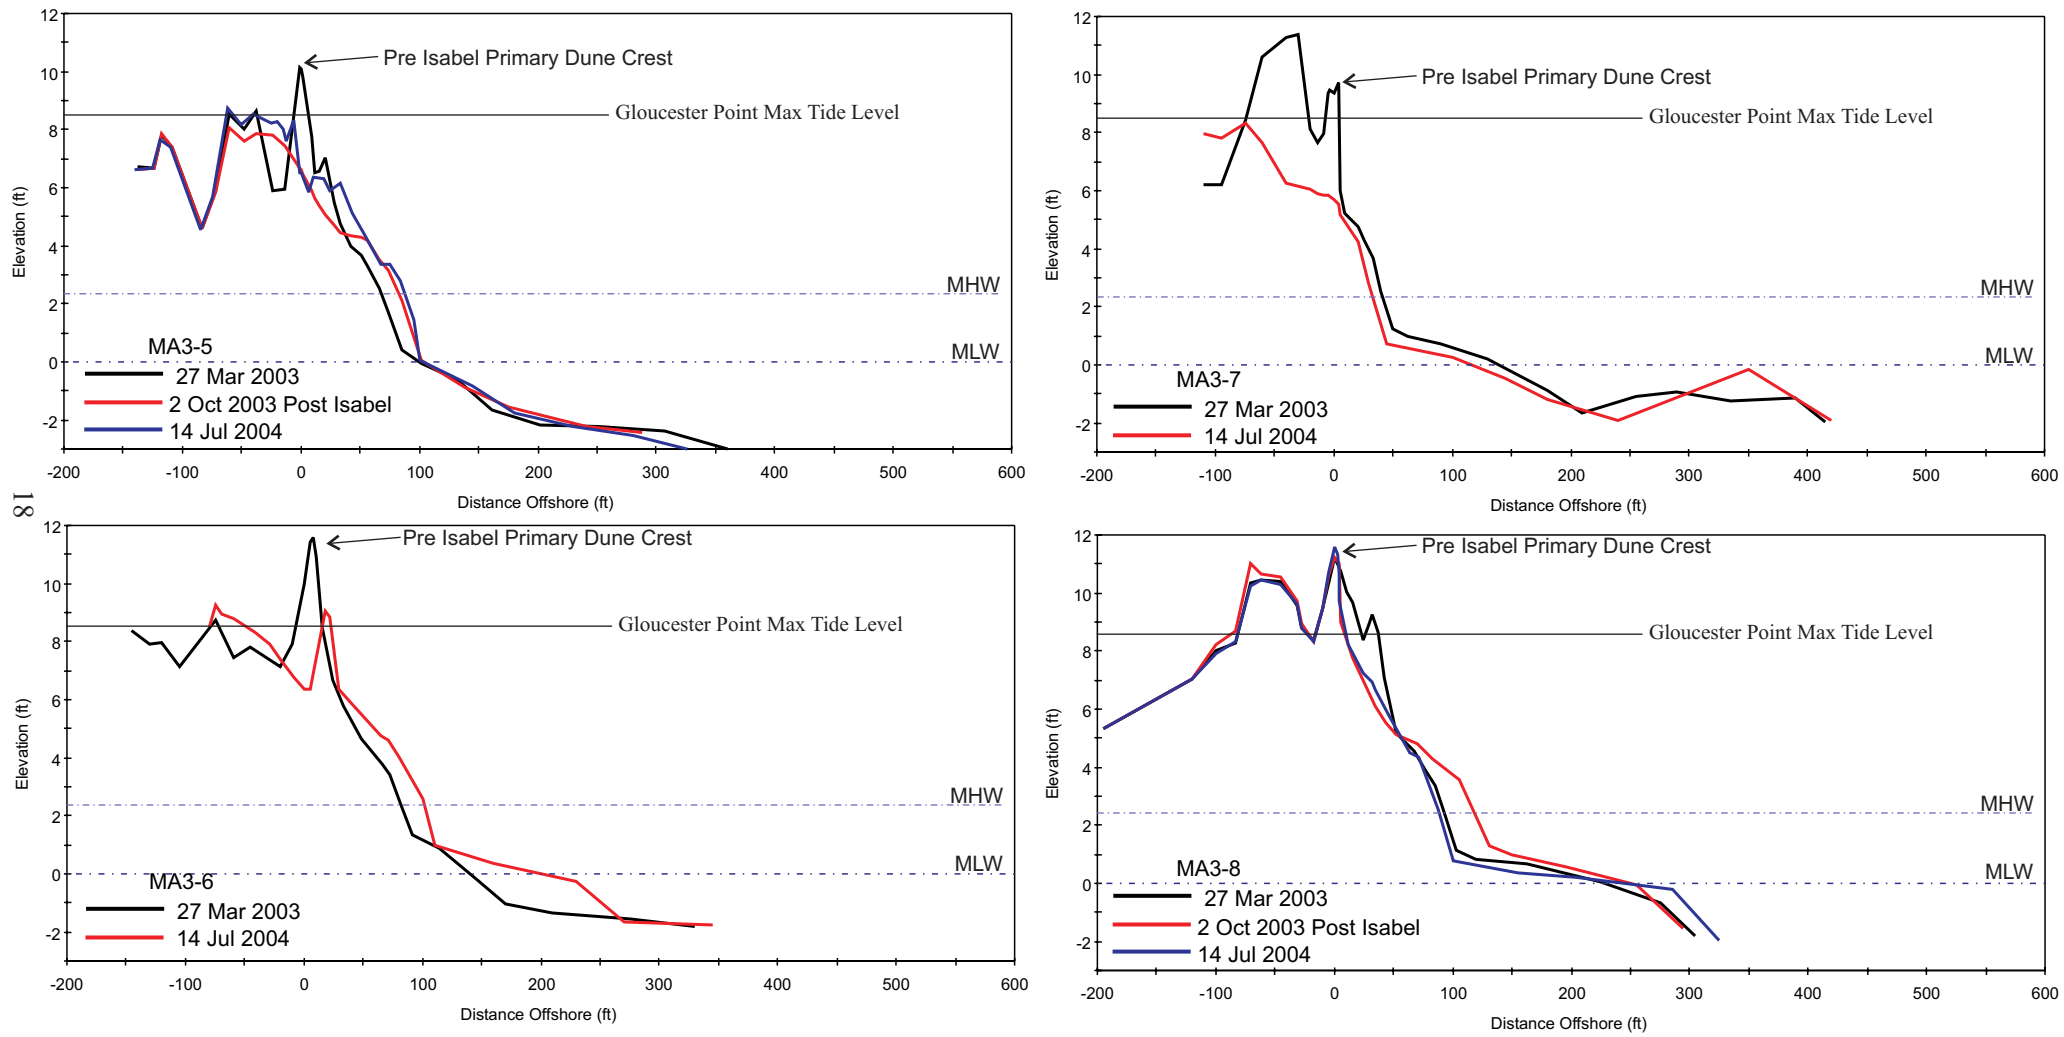 12
10
8
6
4
2
0
-2
Elevation (ft)
Pre Isabel Primary Dune Crest
Gloucester Point Max Tide Level
MHW
MLW
MA3-5
27 Mar 2003
2 Oct 2003 Post Isabel
14 Jul 2004
-200 -100 0 100 200 300 400 500 600
Distance Offshore (ft)
12
10
8
6
4
2
0
-2
Elevation (ft)
Pre Isabel Primary Dune Crest
Gloucester Point Max Tide Level
MHW
MLW
MA3-7
27 Mar 2003
14 Jul 2004
-200 -100 0 100 200 300 400 500 600
Distance Offshore (ft)
18
12
10
8
6
4
2
0
-2
Elevation (ft)
Pre Isabel Primary Dune Crest
Gloucester Point Max Tide Level
MHW
MLW
MA3-6
27 Mar 2003
14 Jul 2004
-200 -100 0 100 200 300 400 500 600
Distance Offshore (ft)
12
10
8
6
4
2
0
-2
Elevation (ft)
Pre Isabel Primary Dune Crest
Gloucester Point Max Tide Level
MHW
MLW
MA3-8
27 Mar 2003
2 Oct 2003 Post Isabel
14 Jul 2004
-200 -100 0 100 200 300 400 500 600
Distance Offshore (ft)